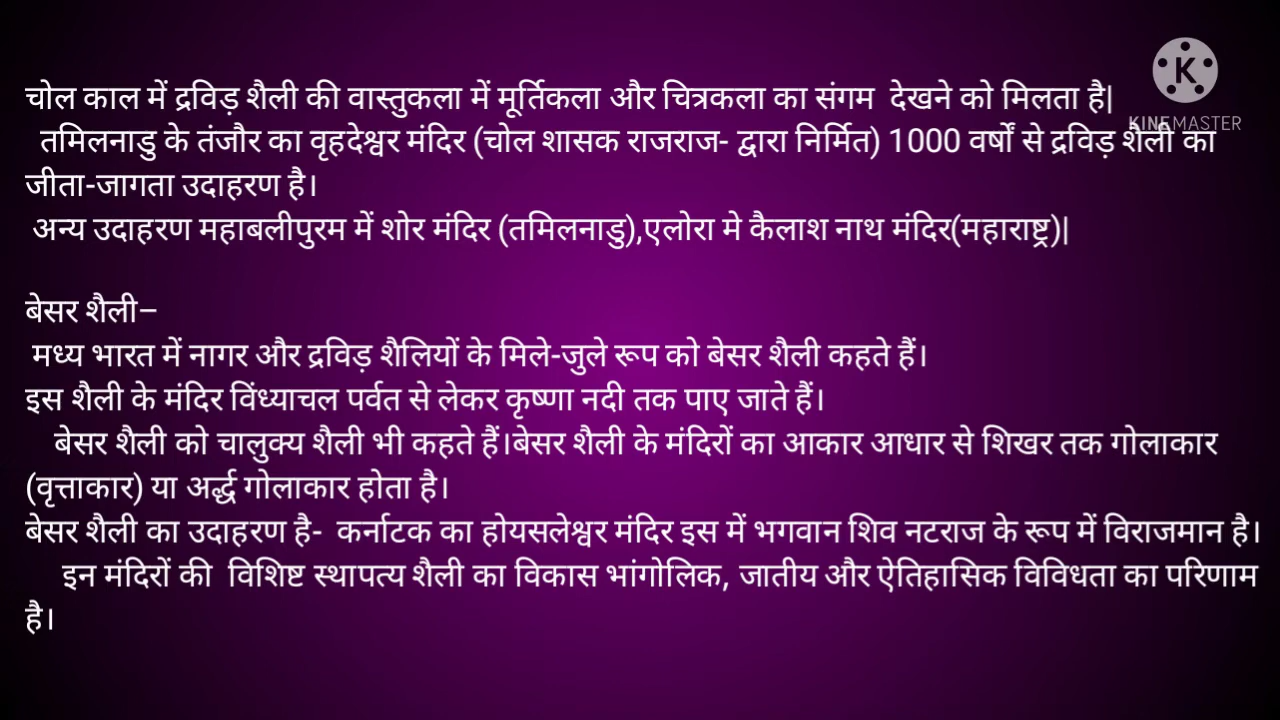 चोल काल में द्रविड़ शैली की वास्तुकला में मूर्तिकला और चित्रकला का संगम देखने को मिलता है|
KINEMASTER
तमिलनाडु के तंजौर का वृहदेश्वर मंदिर (चोल शासक राजराज- द्वारा निर्मित) 1000 वर्षों से द्रविड़ शैली का
जीता-जागता उदाहरण है।
अन्य उदाहरण महाबलीपुरम में शोर मंदिर (तमिलनाडु),एलोरा मे कैलाश नाथ मंदिर(महाराष्ट्र)|
बेसर शैली–
मध्य भारत में नागर और द्रविड़ शैलियों के मिले-जुले रूप को बेसर शैली कहते हैं।
इस शैली के मंदिर विंध्याचल पर्वत से लेकर कृष्णा नदी तक पाए जाते हैं।
बेसर शैली को चालुक्य शैली भी कहते हैं।बेसर शैली के मंदिरों का आकार आधार से शिखर तक गोलाकार
(वृत्ताकार) या अर्द्ध गोलाकार होता है।
बेसर शैली का उदाहरण है- कर्नाटक का होयसलेश्वर मंदिर इस में भगवान शिव नटराज के रूप में विराजमान है।
इन मंदिरों की विशिष्ट स्थापत्य शैली का विकास भांगोलिक, जातीय और ऐतिहासिक विविधता का परिणाम
है।